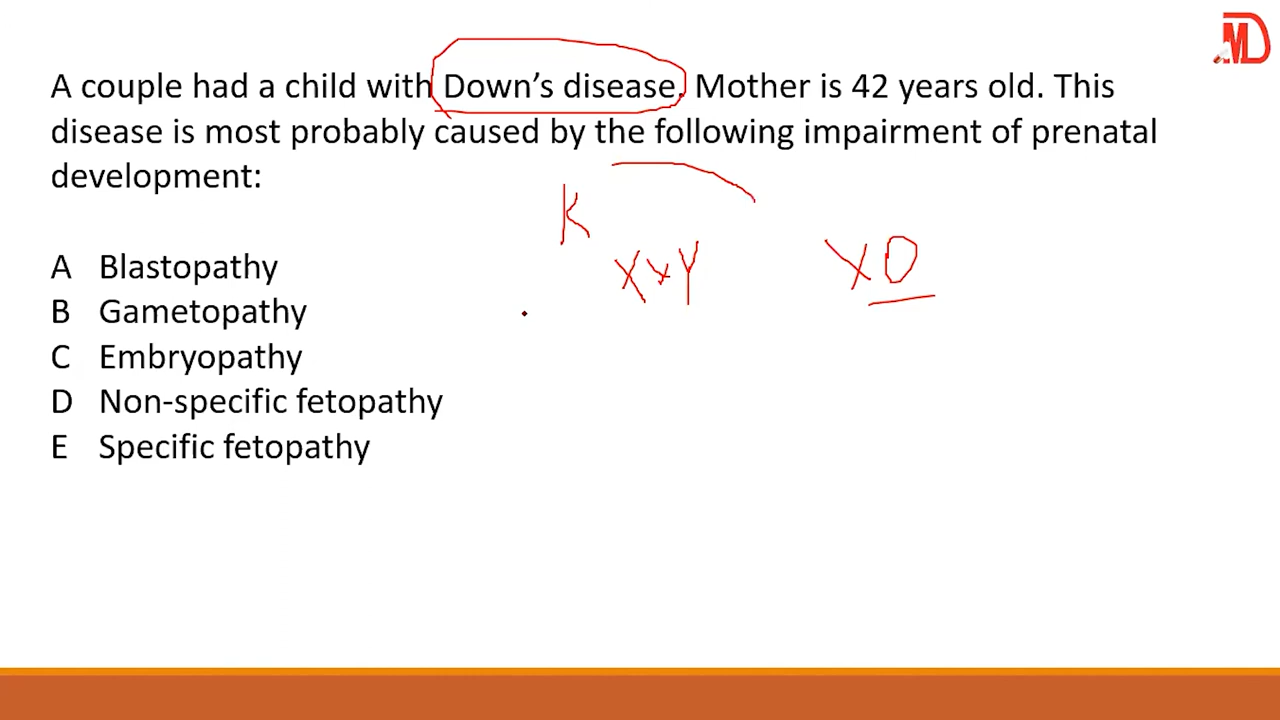 MD
A couple had a child with Down's disease. Mother is 42 years old. This
disease is most probably caused by the following impairment of prenatal
development:
K
XXY
XO
A Blastopathy
B Gametopathy
C Embryopathy
D Non-specific fetopathy
E Specific fetopathy